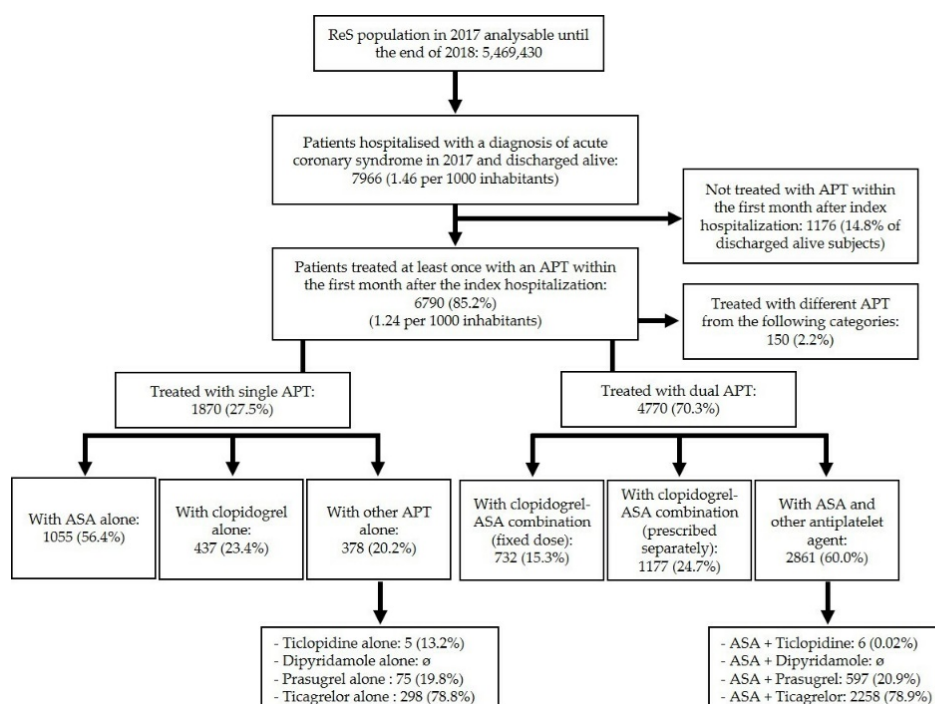 ReS population in 2017 analysable until
the end of 2018: 5,469,430
Patients hospitalised with a diagnosis of acute
coronary syndrome in 2017 and discharged alive:
7966 (1.46 per 1000 inhabitants)
Not treated with APT within
the first month after index
hospitalization: 1176 (14.8% of
discharged alive subjects)
Patients treated at least once with an APT within
the first month after the index hospitalization:
6790 (85.2%)
(1.24 per 1000 inhabitants)
Treated with different APT
from the following categories:
150 (2.2%)
Treated with single APT:
1870 (27.5%)
Treated with dual APT:
4770 (70.3%)
With ASA alone:
1055 (56.4%)
With clopidogrel
alone:
437 (23.4%)
With other APT
alone:
378 (20.2%)
With clopidogrel-
ASA combination
(fixed dose):
732 (15.3%)
With clopidogrel-
ASA combination
(prescribed
separately):
1177 (24.7%)
With ASA and
other antiplatelet
agent:
2861 (60.0%)
- Ticlopidine alone: 5 (13.2%)
- Dipyridamole alone: ø
- Prasugrel alone : 75 (19.8%)
- Ticagrelor alone : 298 (78.8%)
- ASA + Ticlopidine: 6 (0.02%)
- ASA + Dipyridamole: ø
- ASA + Prasugrel: 597 (20.9%)
- ASA + Ticagrelor: 2258 (78.9%)